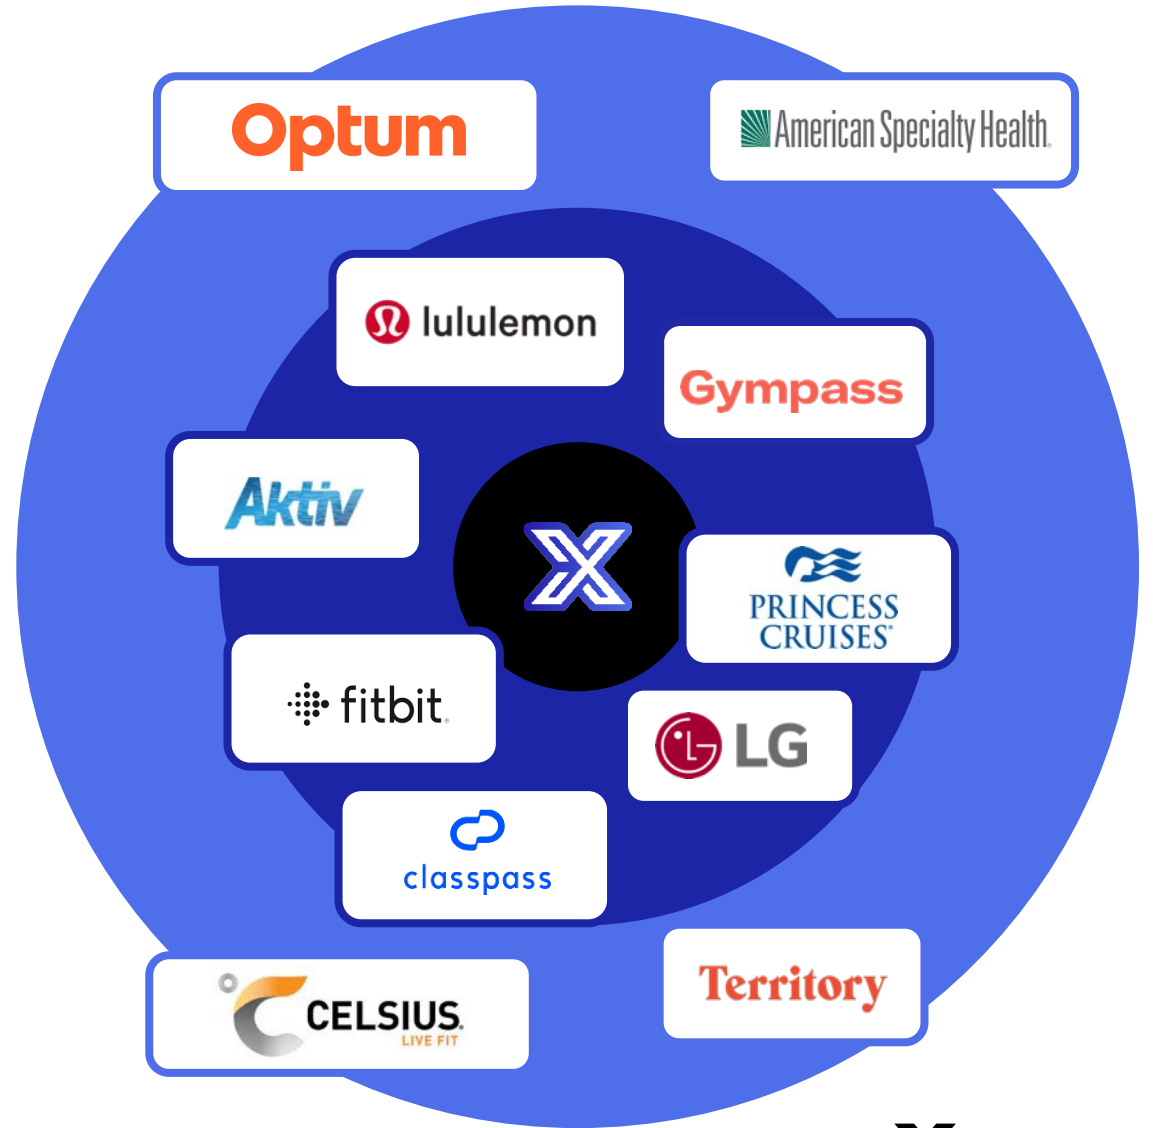 Optum
American Specialty Health.
lululemon
Gympass
Aktiv
X
PRINCESS
CRUISES®
fitbit.
LG
classpass
CELSIUS.
LIVE FIT
Territory